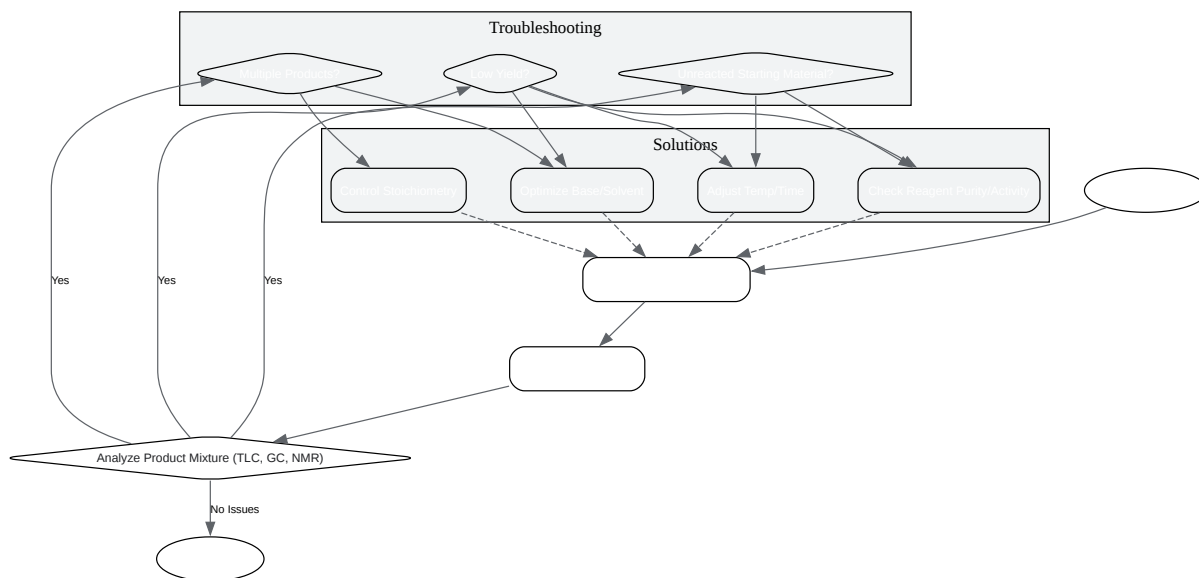 Troubleshooting
Multiple Products?
Low Yield?
Unreacted Starting Material?
Solutions
Control Stoichiometry
Optimize Base/Solvent
Adjust Temp/Time
Check Reagent Purity/Activity
Yes
Yes
Yes
Analyze Product Mixture (TLC, GC, NMR)
No Issues